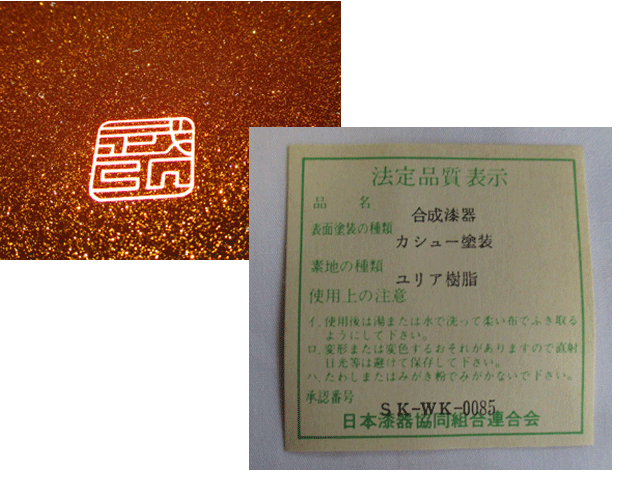 法定品質表示
品 名
合成漆器
表面塗装の種類
カシュー塗装
素地の種類
ユリア樹脂
使用上の注意
イ.使用後は湯または水で洗って柔い布でふき取る
ようにして下さい。
ロ.変形または変色するおそれがありますので直射
日光等は避けて保存して下さい。
ハ.たわしまたはみがき粉でみがかないで下さい。
承認番号
SK-WK-0085
日本漆器協同組合連合会